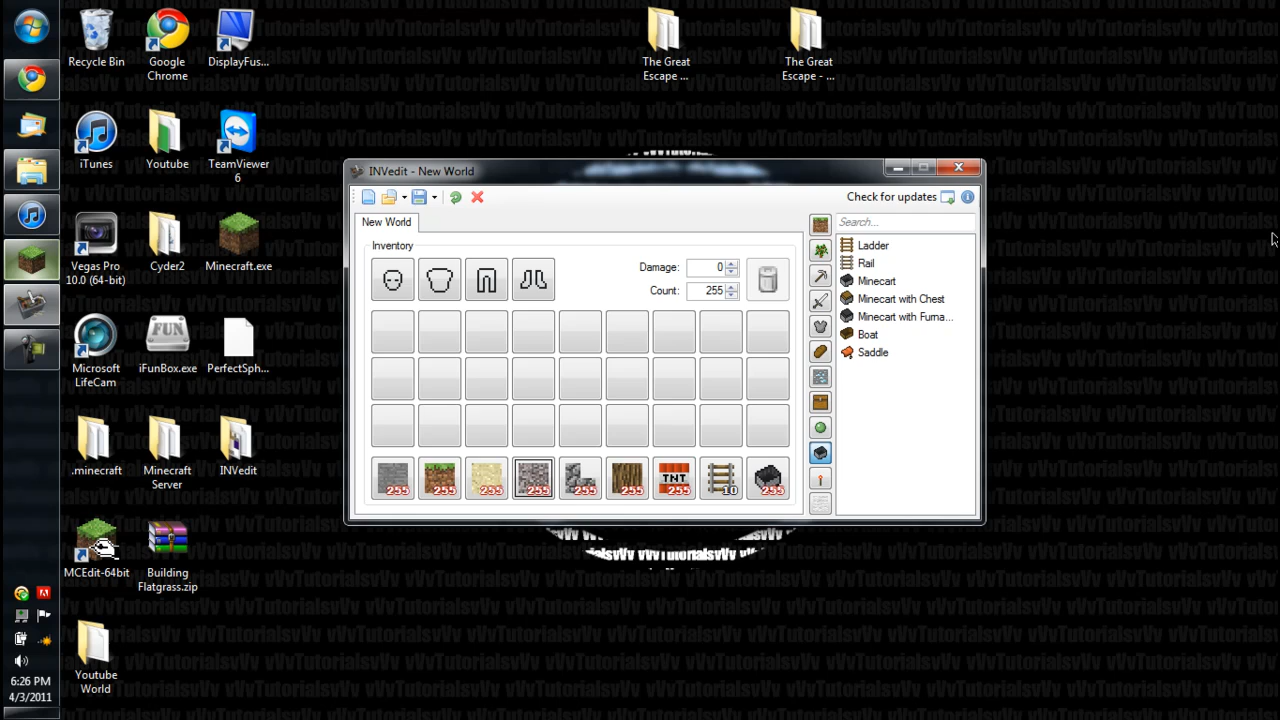 Recycle Bin
Google
Chrome
DisplayFus...
The Great
Escape ...
The Great
Escape - ...
iTunes
Youtube
TeamViewer
6
Vegas Pro
10.0 (64-bit)
Cyder2
Minecraft.exe
Microsoft
LifeCam
iFunBox.exe
PerfectSph...
.minecraft
Minecraft
Server
INVedit
MCEdit-64bit
Building
Flatgrass.zip
Youtube
World
6:26 PM
4/3/2011
INVedit - New World
Check for updates
New World
Search...
Inventory
Damage: 0
Count: 255
Ladder
Rail
Minecart
Minecart with Chest
Minecart with Furna...
Boat
Saddle
255
255
255
255
255
255
TNT
255
10
255
FUN
vVvTutorialsvVv